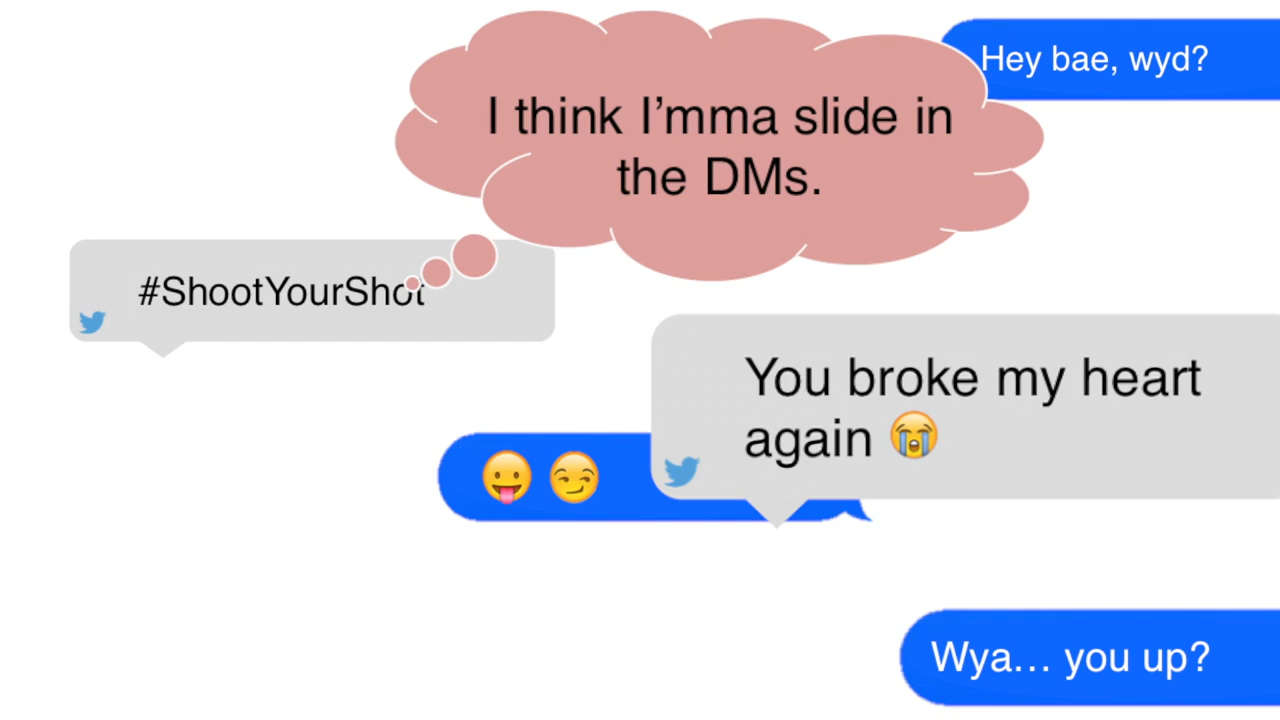 Hey bae, wyd?
I think I’mma slide in
the DMs.
#ShootYourShot
You broke my heart
again 😭
😛 😏
Wya... you up?